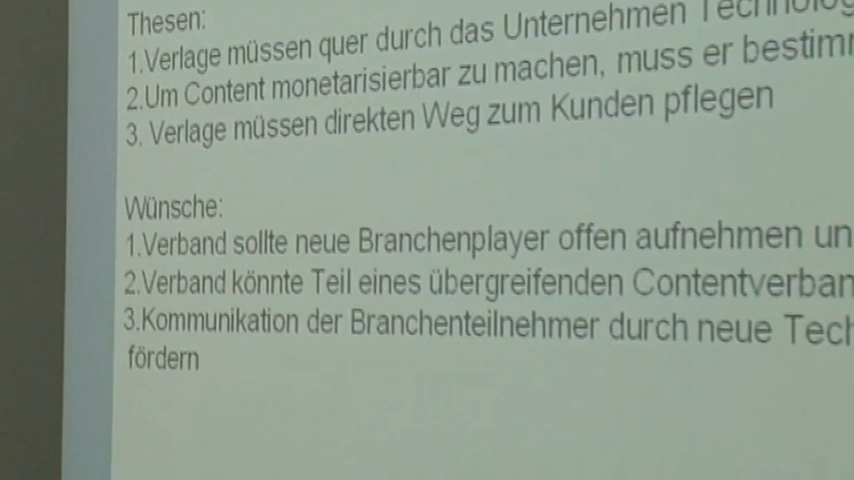 Thesen:
1.Verlage müssen quer durch das Unternehmen
2.Um Content monetarisierbar zu machen, muss er
3. Verlage müssen direkten Weg zum Kunden pflegen
Wünsche:
1.Verband sollte neue Branchenplayer offen aufnehmen
2.Verband könnte Teil eines übergreifenden
3.Kommunikation der Branchenteilnehmer durch neue
fördern